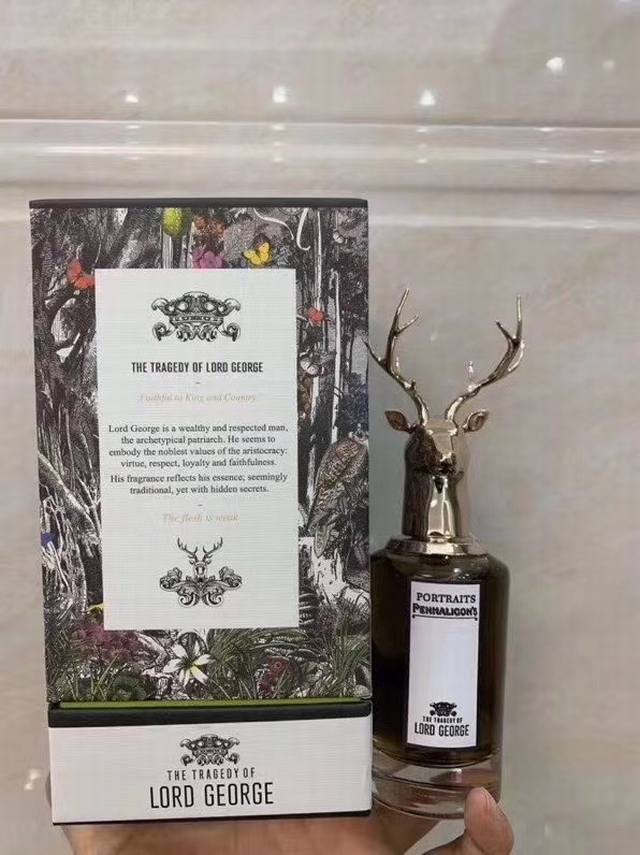 THE TRAGEDY OF LORD GEORGE
Faithful to King and Country
Lord George is a wealthy and respected man,
the archetypical patriarch. He seems to
embody the noblest values of the aristocracy:
virtue, respect, loyalty and faithfulness.
His fragrance reflects his essence; seemingly
traditional, yet with hidden secrets.
The flesh is weak
THE TRAGEDY OF
LORD GEORGE
PORTRAITS
PENHALIGON'S
THE TRAGEDY OF
LORD GEORGE